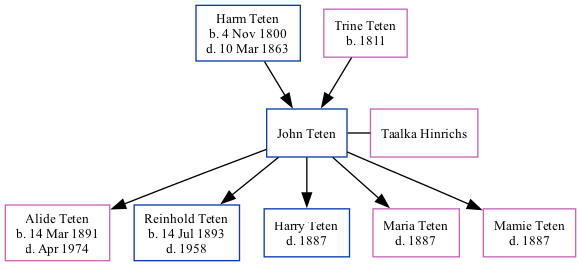 Harm Teten
b. 4 Nov 1800
d. 10 Mar 1863
Trine Teten
b. 1811
John Teten
Taalka Hinrichs
Alide Teten
b. 14 Mar 1891
d. Apr 1974
Reinhold Teten
b. 14 Jul 1893
d. 1958
Harry Teten
d. 1887
Maria Teten
d. 1887
Mamie Teten
d. 1887